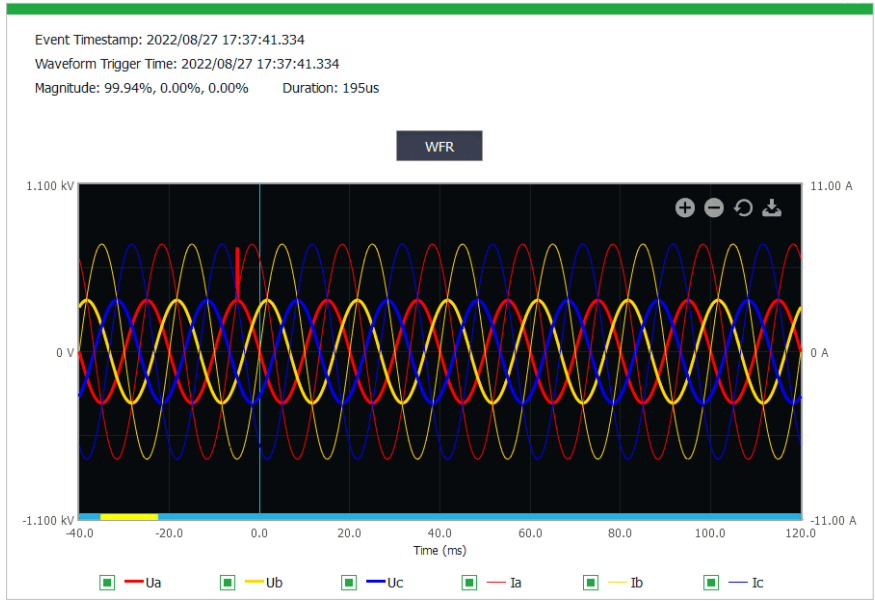 Event Timestamp: 2022/08/27 17:37:41.334
Waveform Trigger Time: 2022/08/27 17:37:41.334
Magnitude: 99.94%, 0.00%, 0.00% Duration: 195us
WFR
1.100 kV 11.00 A
0 V 0 A
-1.100 kV -11.00 A
-40.0 -20.0 0.0 20.0 40.0 60.0 80.0 100.0 120.0
Time (ms)
Ua Ub Uc Ia Ib Ic